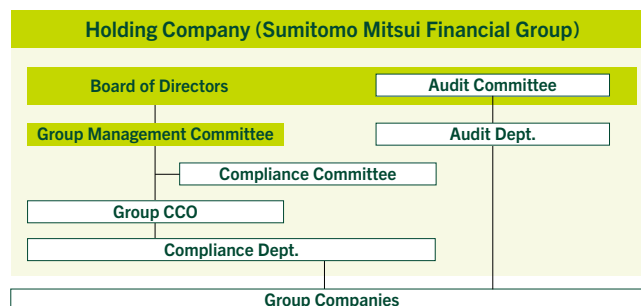 Holding Company (Sumitomo Mitsui Financial Group)
Board of Directors
Audit Committee
Group Management Committee
Audit Dept.
Compliance Committee
Group CCO
Compliance Dept.
Group Companies